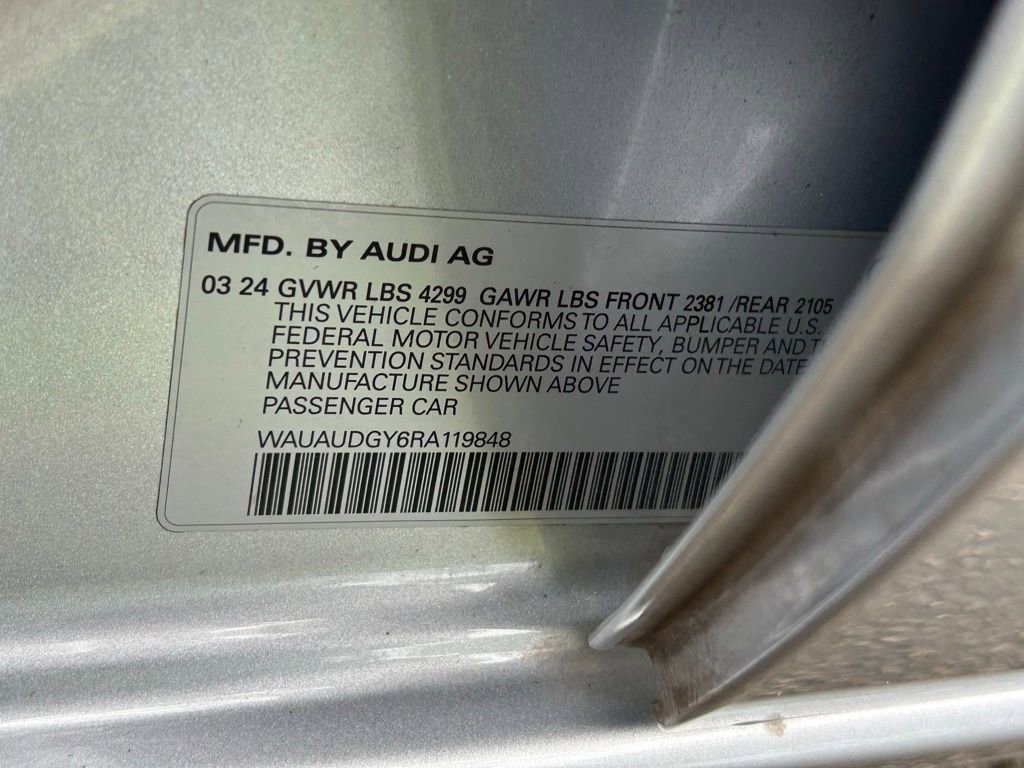 MFD. BY AUDI AG
03 24 GVWR LBS 4299 GAWR LBS FRONT 2381 /REAR 2105
THIS VEHICLE CONFORMS TO ALL APPLICABLE U.S.
FEDERAL MOTOR VEHICLE SAFETY, BUMPER AND
PREVENTION STANDARDS IN EFFECT ON THE DATE
MANUFACTURE SHOWN ABOVE
PASSENGER CAR
WAUAUDGY6RA119848